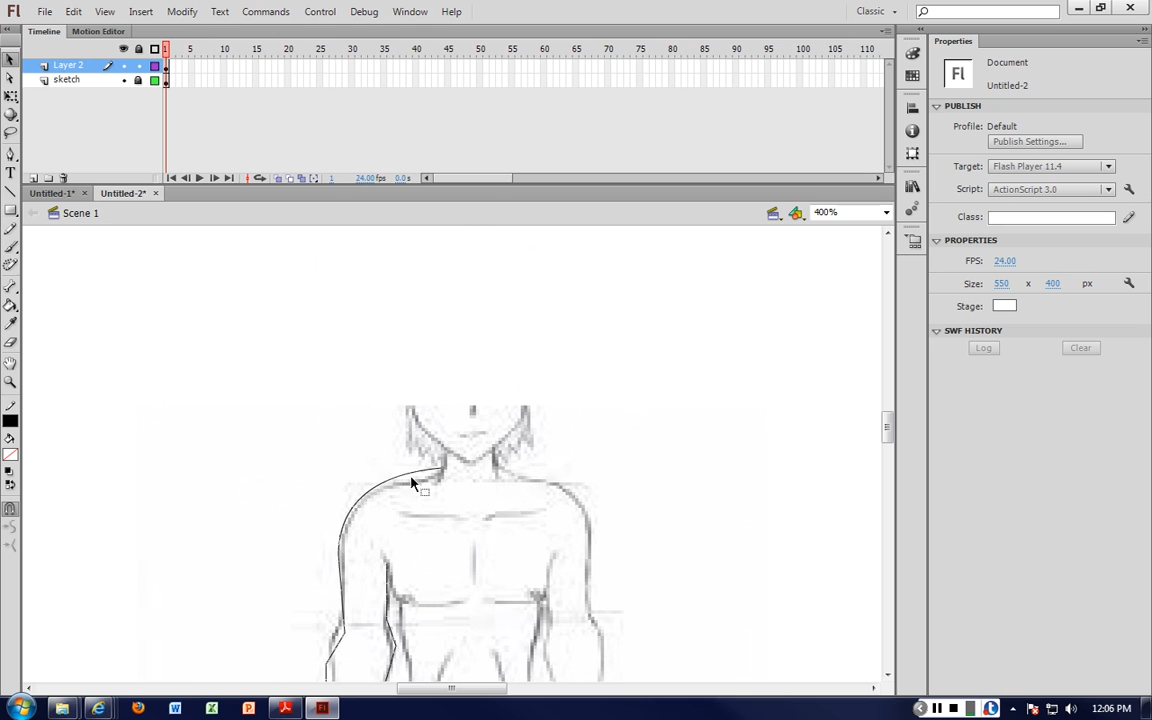 Fl File Edit View Insert Modify Text Commands Control Debug Window Help Classic
Timeline Motion Editor
1 5 10 15 20 25 30 35 40 45 50 55 60 65 70 75 80 85 90 95 100 105 110
Layer 2
sketch
1 24.00 fps 0.0 s
Untitled-1* × Untitled-2* ×
Scene 1 400%
Properties
Fl Document
Untitled-2
PUBLISH
Profile: Default
Publish Settings...
Target: Flash Player 11.4
Script: ActionScript 3.0
Class:
PROPERTIES
FPS: 24.00
Size: 550 x 400 px
Stage:
SWF HISTORY
Log Clear
T
W X P Fl
12:06 PM